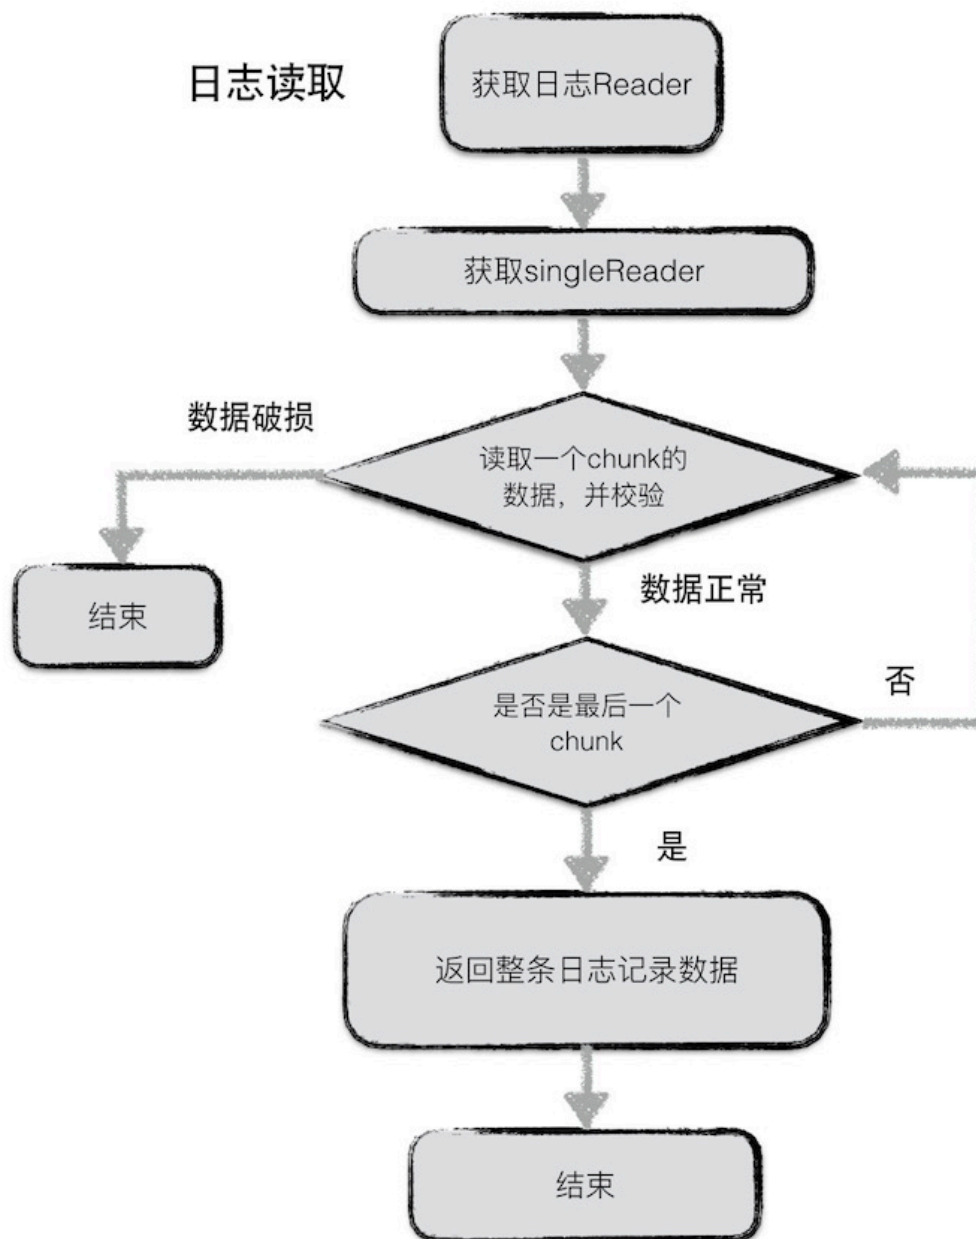 日志读取
获取日志Reader
获取singleReader
数据破损
读取一个chunk的
数据，并校验
数据正常
结束
否
是否是最后一个
chunk
是
返回整条日志记录数据
结束